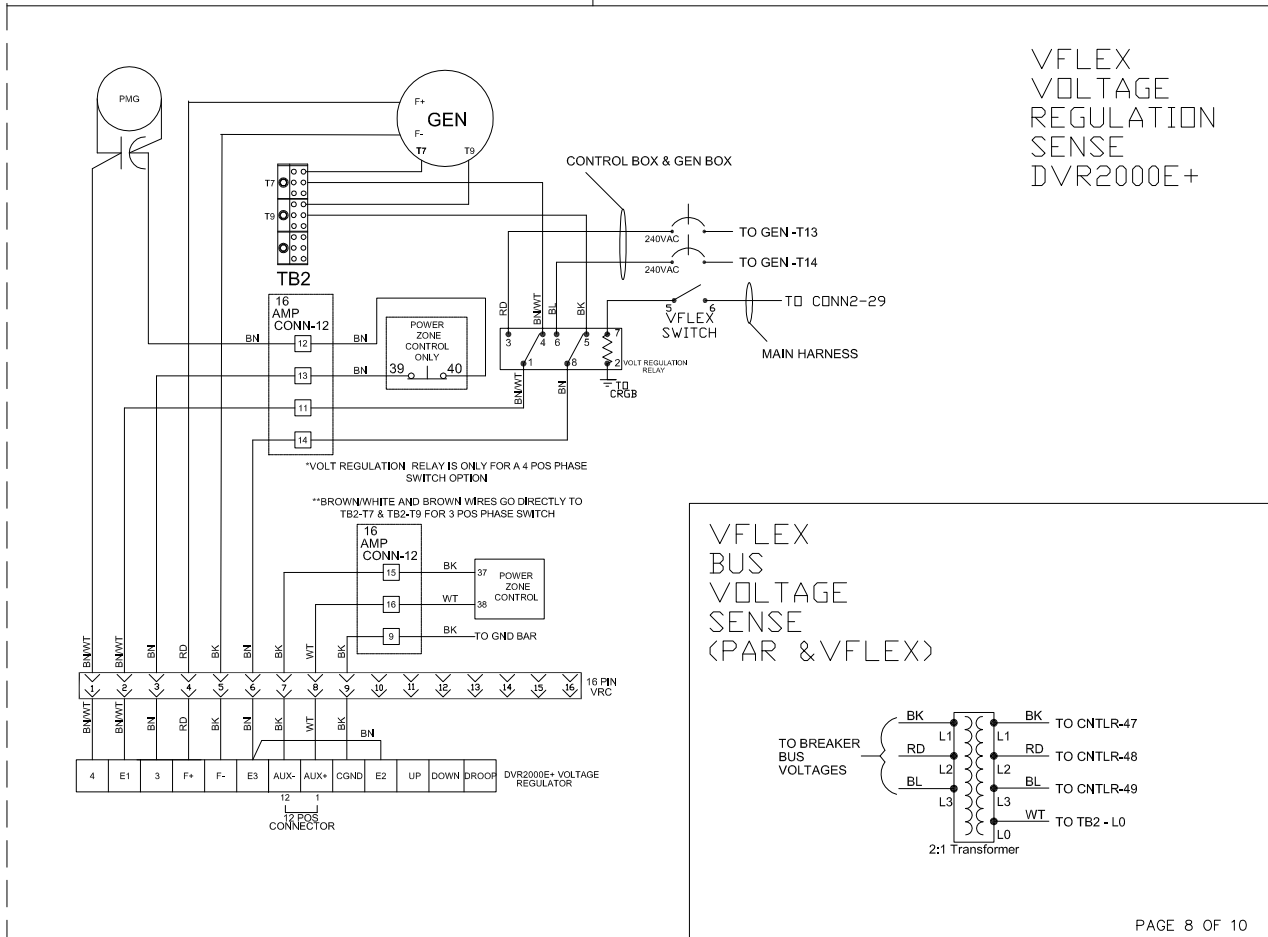 VFLEX
VOLTAGE
REGULATION
SENSE
DVR2000E+
PMG
F+
GEN
F-
T7
T9
CONTROL BOX & GEN BOX
T7
T9
TB2
240VAC
TO GEN -T13
240VAC
TO GEN -T14
5
6
TO CONN2-29
VFLEX
SWITCH
MAIN HARNESS
RD
BN/WT
BL
BK
3
4
6
5
7
1
8
2
VOLT REGULATION
RELAY
TO
CRGB
BN/WT
BN
16
AMP
CONN-12
BN
12
BN
13
BN
11
14
POWER
ZONE
CONTROL
ONLY
39
40
*VOLT REGULATION RELAY IS ONLY FOR A 4 POS PHASE
SWITCH OPTION
**BROWN/WHITE AND BROWN WIRES GO DIRECTLY TO
TB2-T7 & TB2-T9 FOR 3 POS PHASE SWITCH
16
AMP
CONN-12
15
BK
37
POWER
ZONE
CONTROL
16
WT
38
9
BK
TO GND BAR
BN/WT
BN/WT
BN
RD
BK
BN
BK
WT
BK
1
2
3
4
5
6
7
8
9
10
11
12
13
14
15
16
16 PIN
VRC
BN/WT
BN/WT
BN
RD
BK
BN
BK
WT
BK
BN
4
E1
3
F+
F-
E3
AUX-
AUX+
CGND
E2
UP
DOWN
DROOP
DVR2000E+ VOLTAGE
REGULATOR
12
1
12 POS
CONNECTOR
VFLEX
BUS
VOLTAGE
SENSE
(PAR &VFLEX)
TO BREAKER
BUS
VOLTAGES
BK
L1
L1
BK
TO CNTLR-47
RD
L2
L2
RD
TO CNTLR-48
BL
L3
L3
BL
TO CNTLR-49
L0
WT
TO TB2 - L0
2:1 Transformer
PAGE 8 OF 10